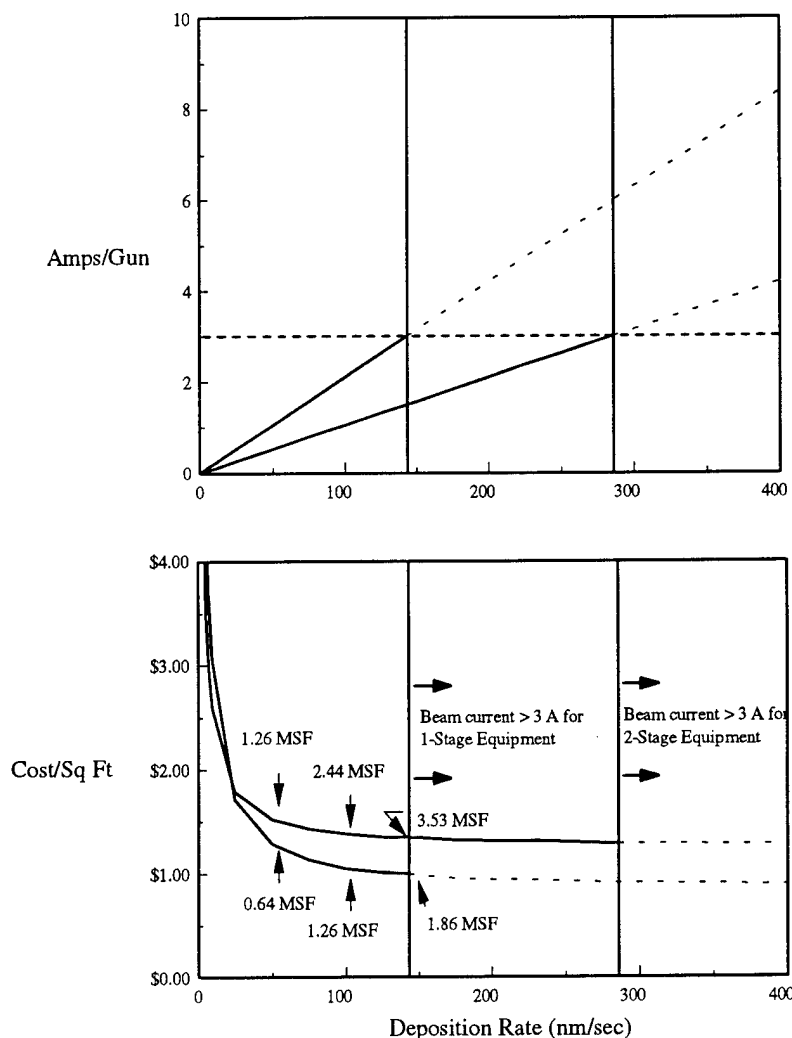 10
8
6
Amps/Gun
4
2
0
0
100
200
300
400
$4.00
$3.00
Beam current > 3 A for
1-Stage Equipment
Beam current > 3 A for
2-Stage Equipment
1.26 MSF
Cost/Sq Ft
$2.00
2.44 MSF
3.53 MSF
$1.00
0.64 MSF
1.26 MSF
1.86 MSF
$0.00
0
100
200
300
400
Deposition Rate (nm/sec)